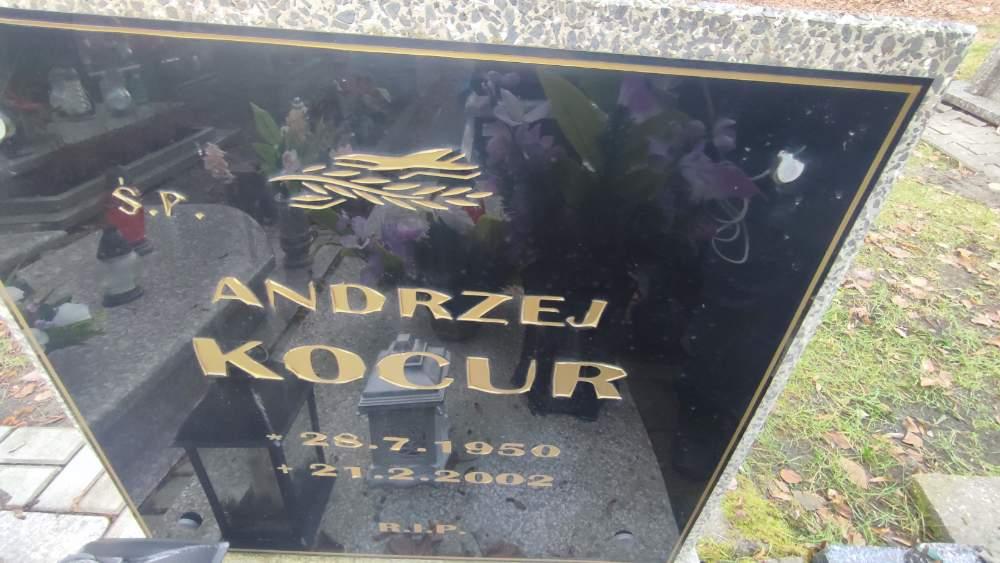 Ś.P.
ANDRZEJ
KOCUR
* 28.7.1950
+ 21.2.2002
R.I.P.